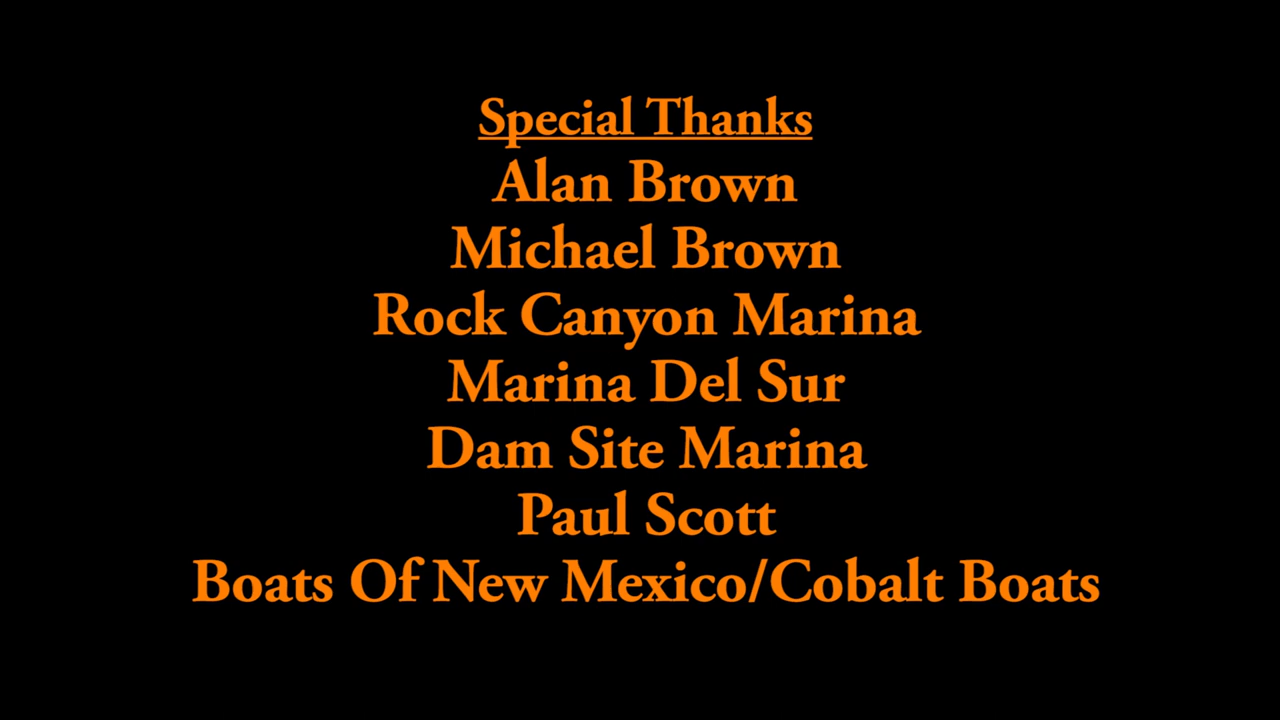 Special Thanks
Alan Brown
Michael Brown
Rock Canyon Marina
Marina Del Sur
Dam Site Marina
Paul Scott
Boats Of New Mexico/Cobalt Boats